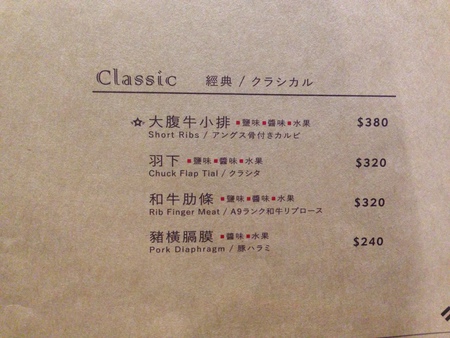 Classic 經典 / クラシカル
大腹牛小排 ▪鹽味▪醬味▪水果 $380
Short Ribs / アングス骨付きカルビ
羽下 ▪鹽味▪醬味▪水果 $320
Chuck Flap Tial / クラシタ
和牛肋條 ▪鹽味▪醬味▪水果 $320
Rib Finger Meat / A9ランク和牛リブロース
豬橫膈膜 ▪醬味▪水果 $240
Pork Diaphragm / 豚ハラミ